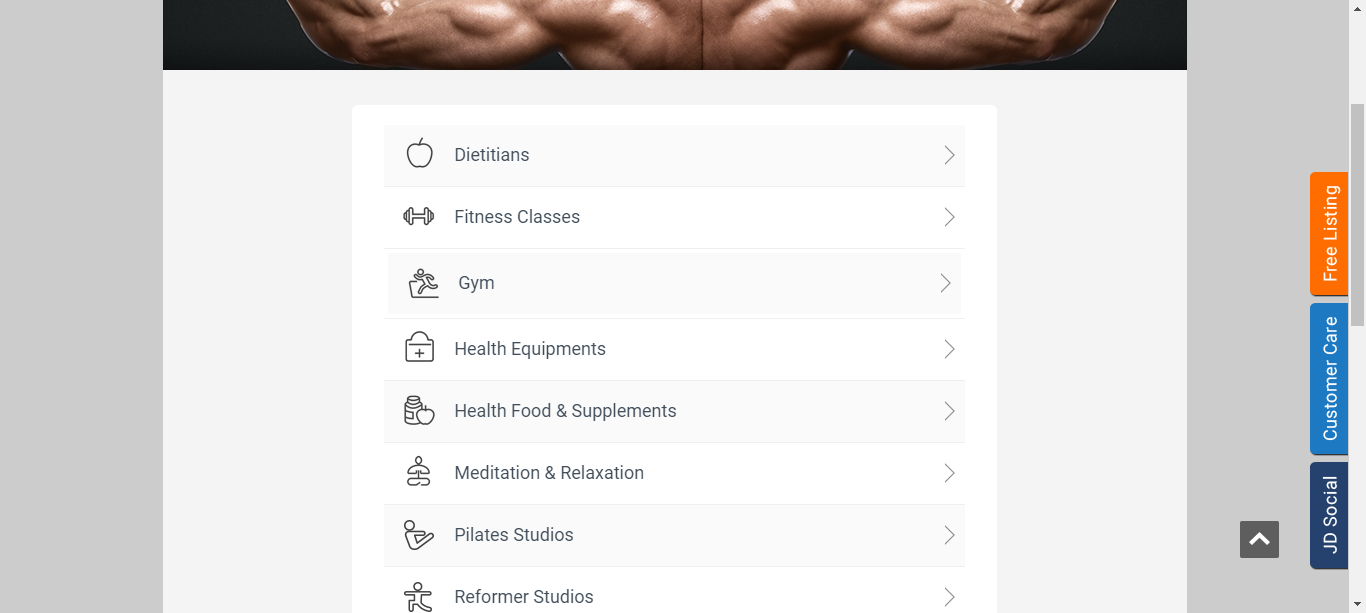 Dietitians
Fitness Classes
Gym
Health Equipments
Health Food & Supplements
Meditation & Relaxation
Pilates Studios
Reformer Studios
Free Listing
Customer Care
JD Social